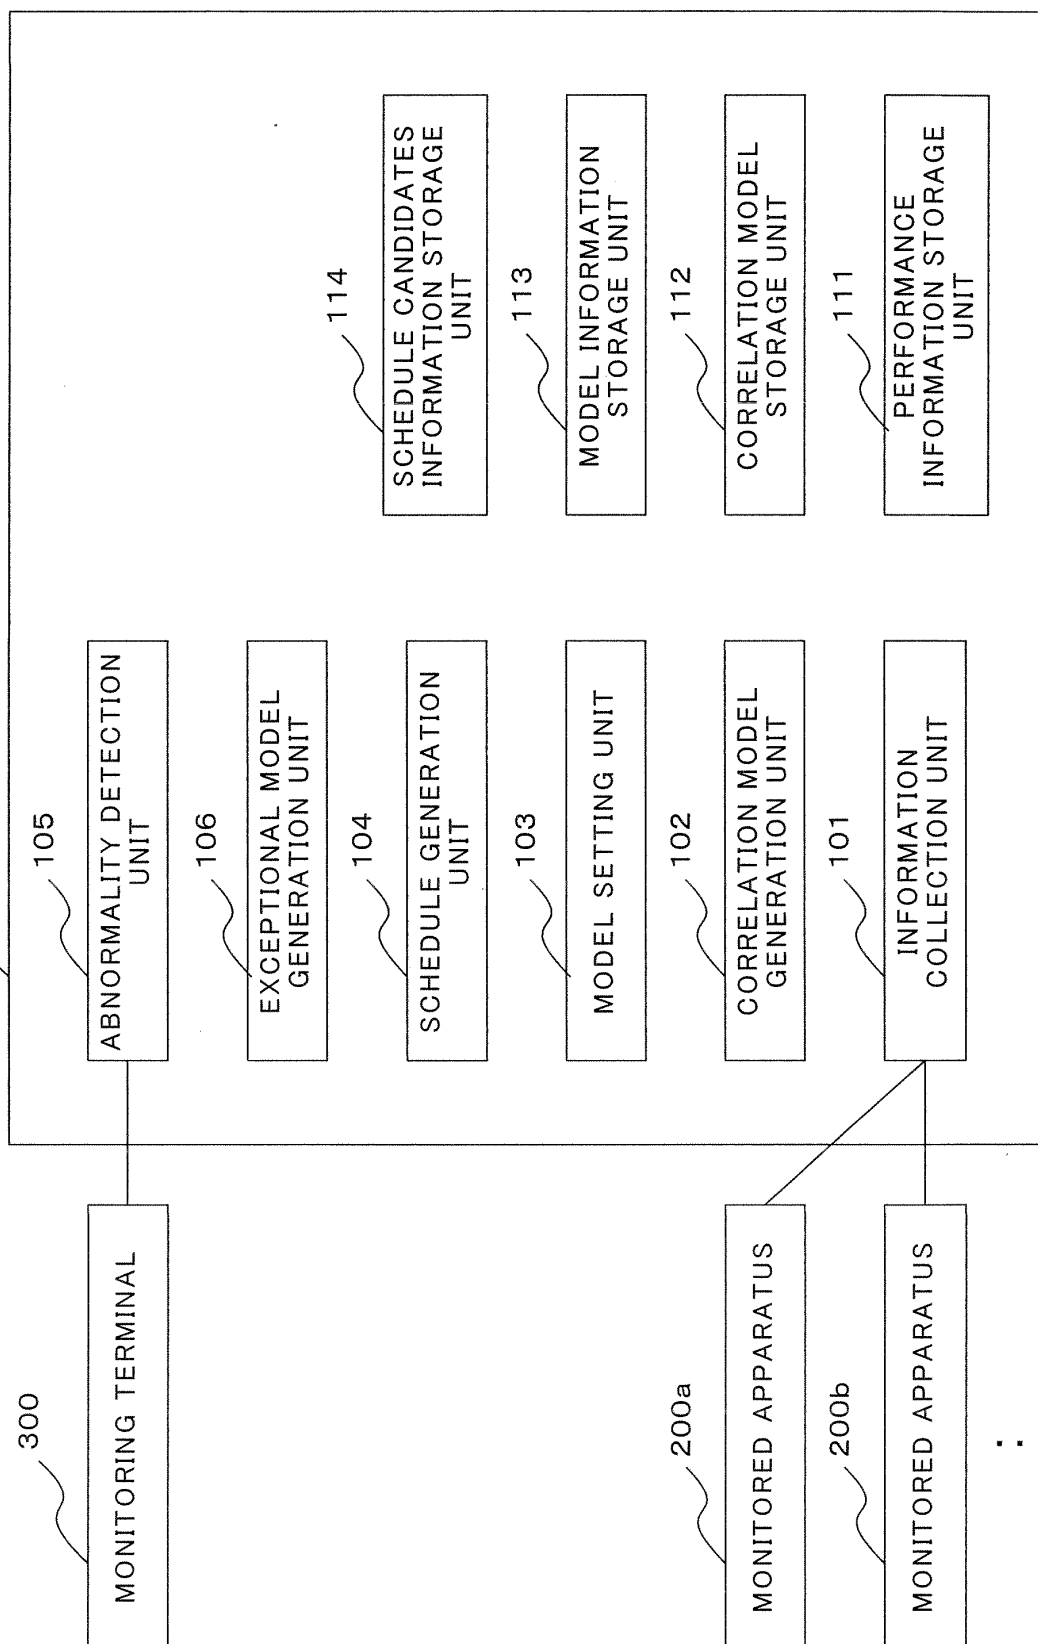 300
MONITORING TERMINAL
105
ABNORMALITY DETECTION
UNIT
106
EXCEPTIONAL MODEL
GENERATION UNIT
104
SCHEDULE GENERATION
UNIT
103
MODEL SETTING UNIT
102
CORRELATION MODEL
GENERATION UNIT
101
INFORMATION
COLLECTION UNIT
200a
MONITORED APPARATUS
200b
MONITORED APPARATUS
114
SCHEDULE CANDIDATES
INFORMATION STORAGE
UNIT
113
MODEL INFORMATION
STORAGE UNIT
112
CORRELATION MODEL
STORAGE UNIT
111
PERFORMANCE
INFORMATION STORAGE
UNIT